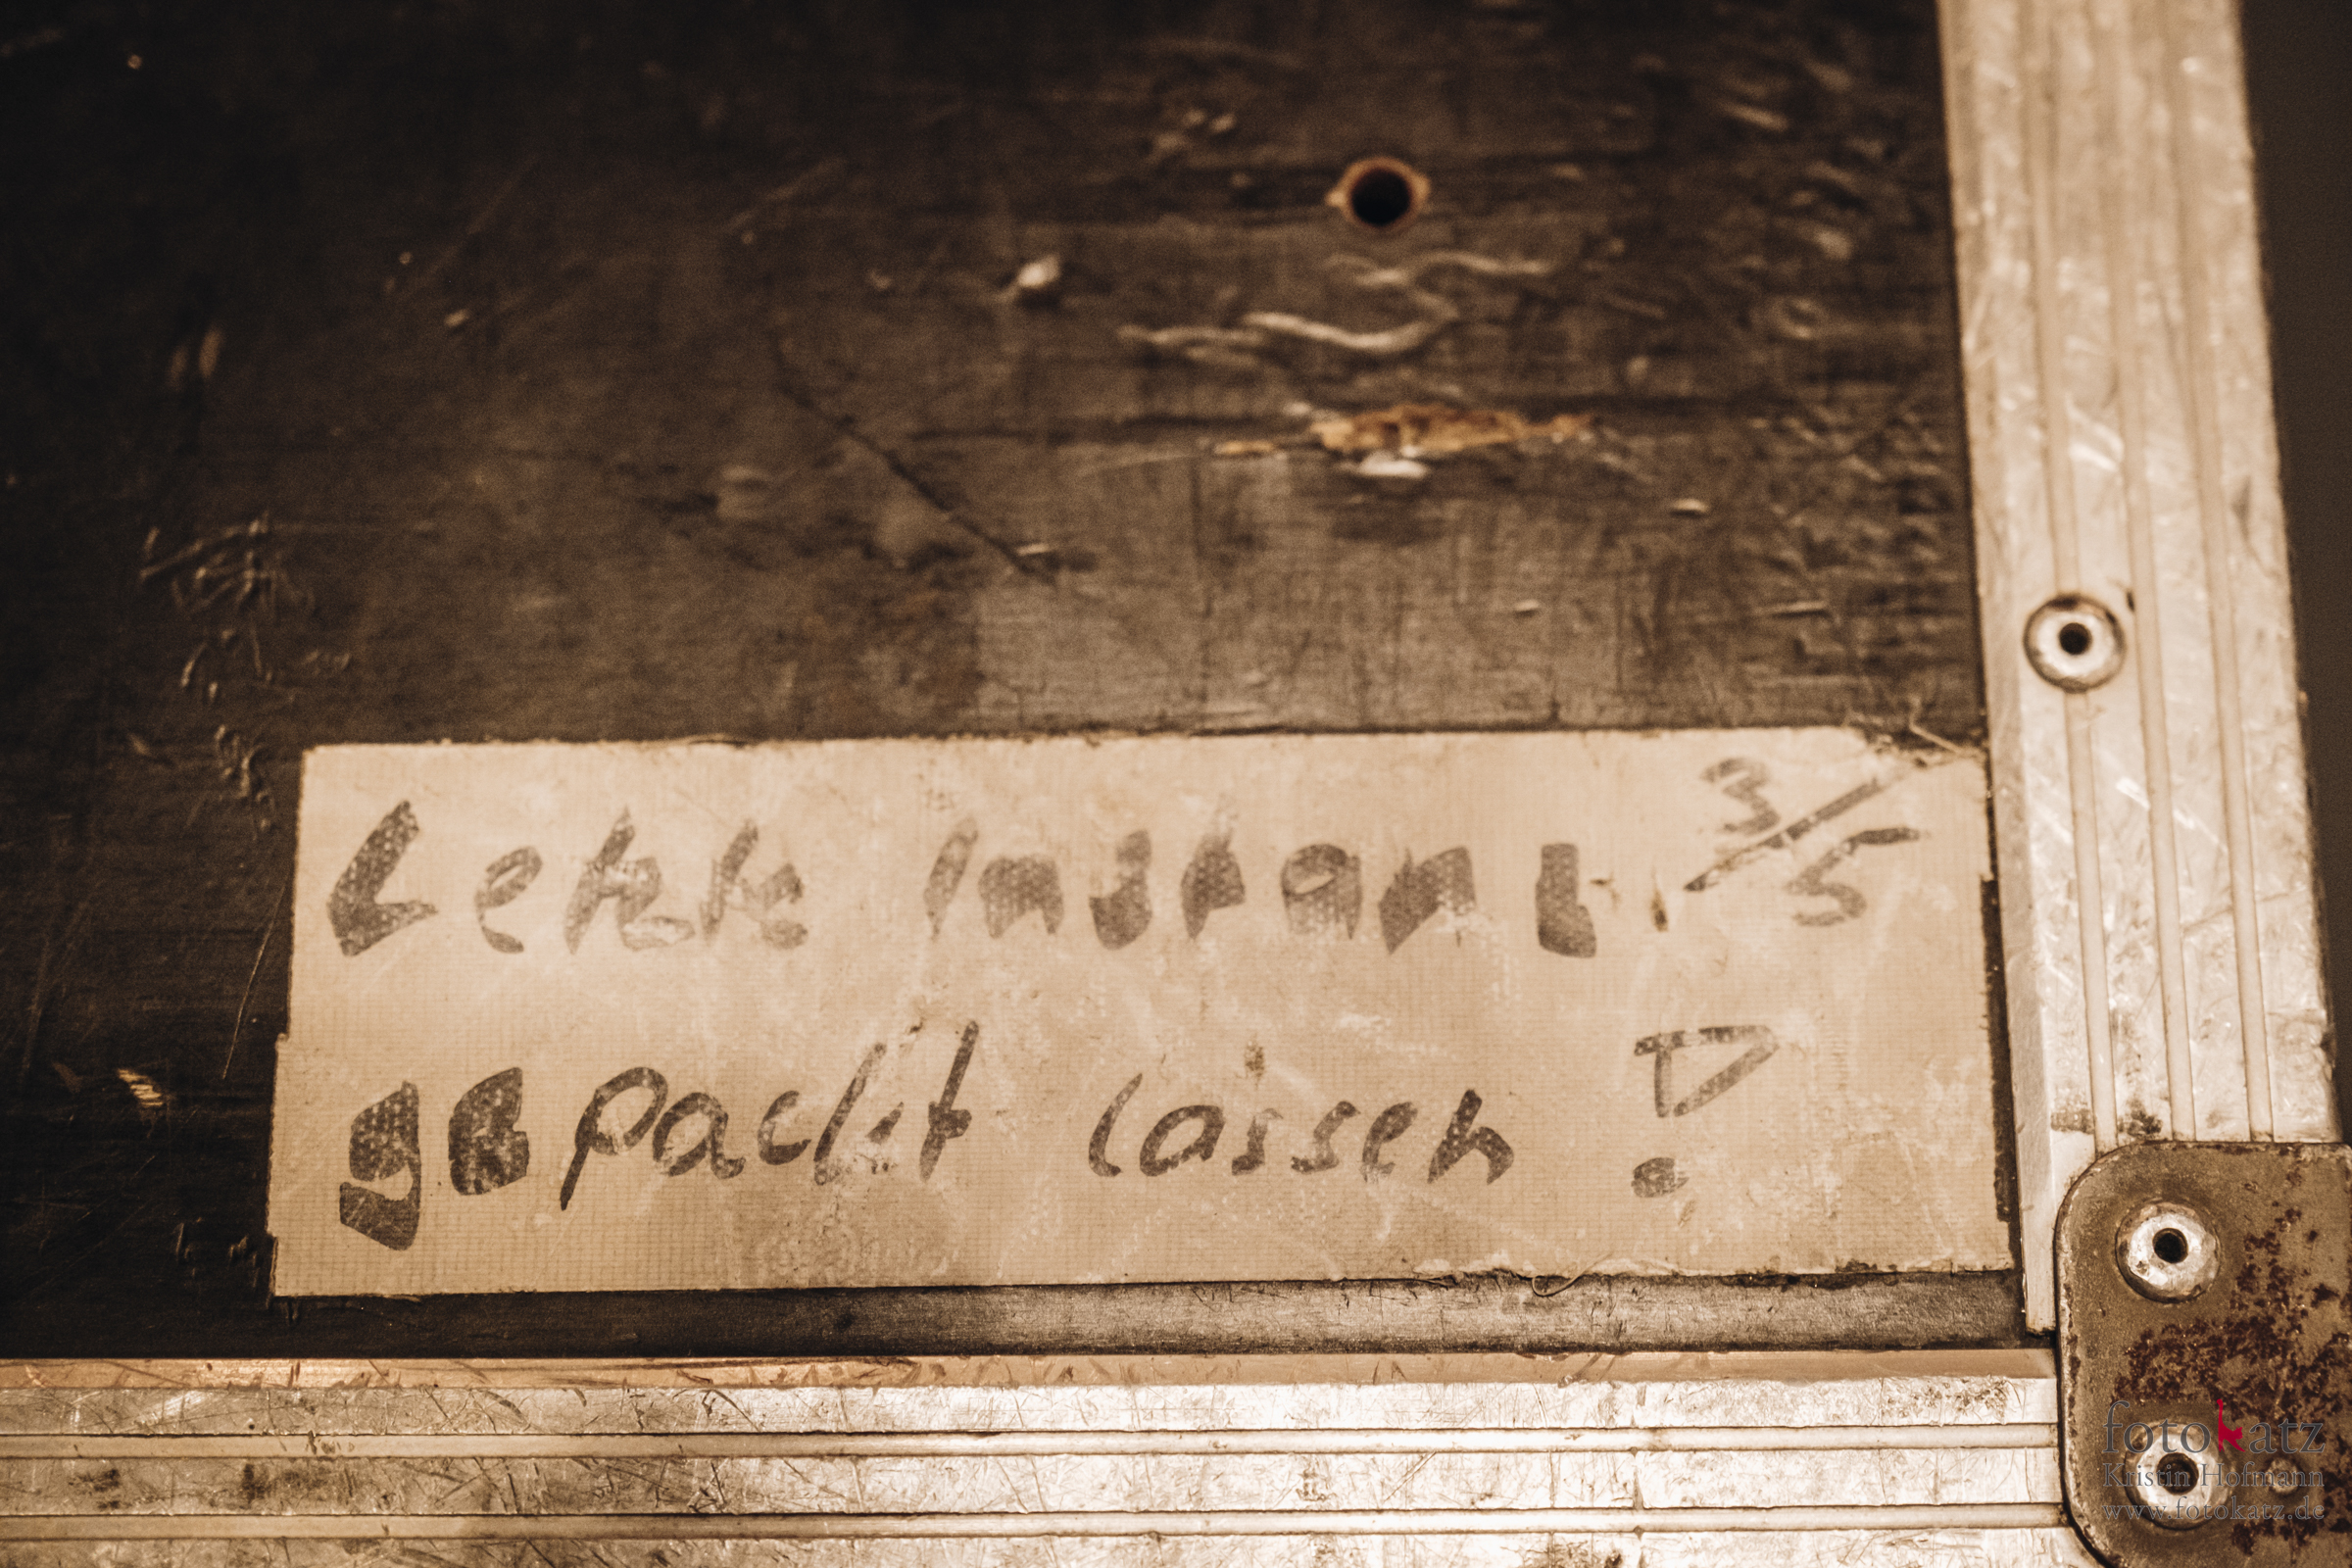 Letzte Instanz. 3/5
gepackt lassen !
fotokatz
Kristin Hofmann
www.fotokatz.de